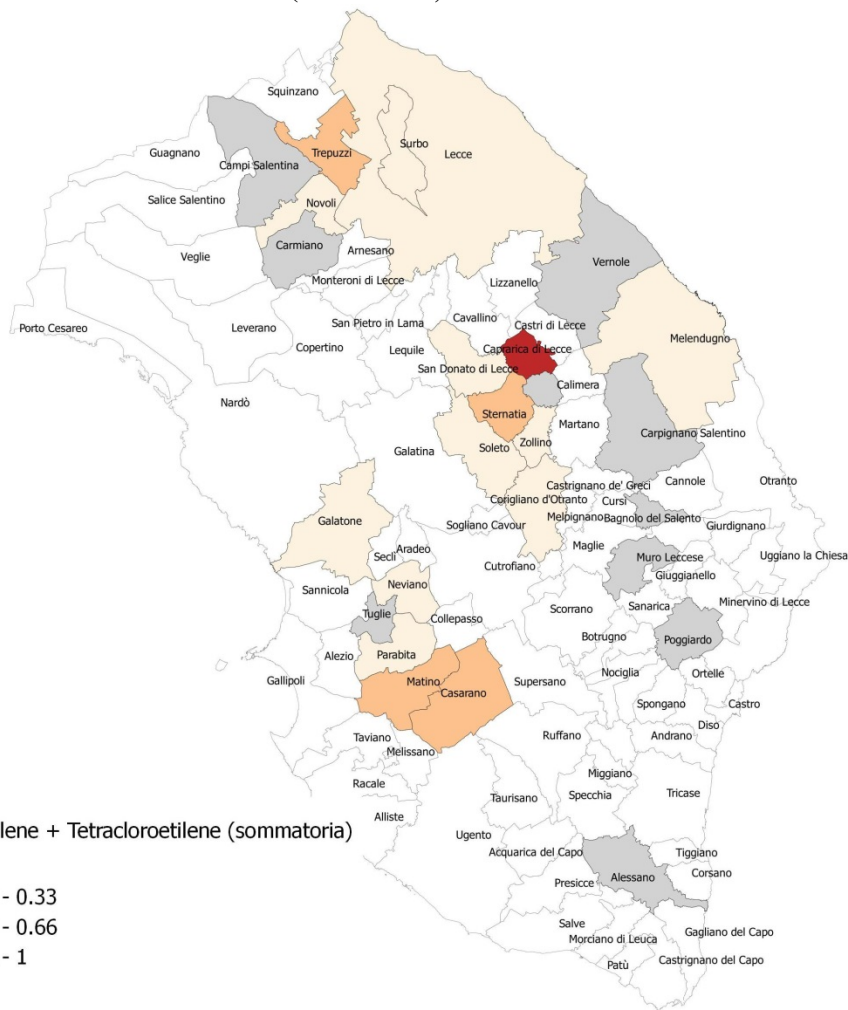 Squinzano
Surbo
Lecce
Trepuzzi
Guagnano
Campi Salentina
Salice Salentino
Novoli
Carmiano
Arnesano
Veglie
Vernole
Monteroni di Lecce
Lizzanello
Porto Cesareo
Leverano
San Pietro in Lama
Cavallino
Castri di Lecce
Melendugno
Copertino
Lequile
Caprarica di Lecce
San Donato di Lecce
Calimera
Nardò
Sternatia
Martano
Carpignano Salentino
Galatina
Soleto
Zollino
Castrignano de' Greci
Cannole
Otranto
Corigliano d'Otranto
Cursi
Galatone
Sogliano Cavour
Melpignano
Bagnolo del Salento
Giurdignano
Secli
Aradeo
Cutrofiano
Maglie
Muro Leccese
Uggiano la Chiesa
Giuggianello
Sannicola
Neviano
Tuglie
Collepasso
Scorrano
Sanarica
Minervino di Lecce
Botrugno
Poggiardo
Alezio
Parabita
Gallipoli
Matino
Casarano
Supersano
Nociglia
Ortelle
Spongano
Castro
Diso
Taviano
Melissano
Ruffano
Andrano
Racale
Miggiano
Taurisano
Specchia
Tricase
Alliste
lene + Tetracloroetilene (sommatoria)
Ugento
Acquarica del Capo
Tiggiano
Corsano
Presicce
Alessano
- 0.33
- 0.66
- 1
Salve
Morciano di Leuca
Gagliano del Capo
Patù
Castrignano del Capo